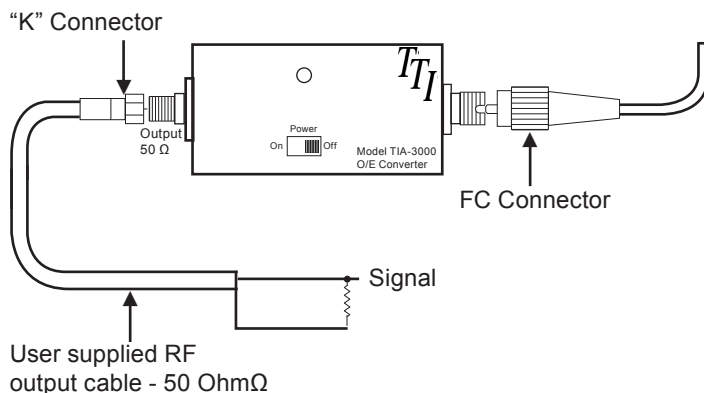 “K” Connector
TTI
Output
50 Ω
Power
On
Off
Model TIA-3000
O/E Converter
FC Connector
Signal
User supplied RF
output cable - 50 OhmΩ